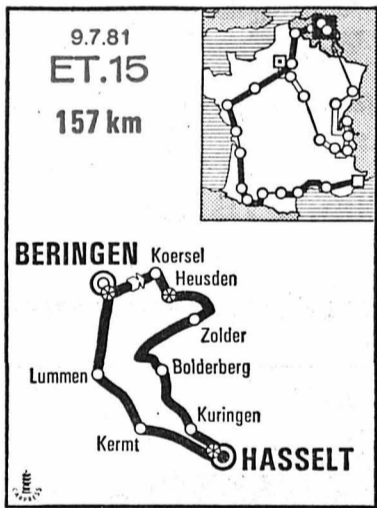 9.7.81
ET.15
157 km
BERINGEN
Koersel
Heusden
Zolder
Lummen
Bolderberg
Kuringen
Kermt
HASSELT